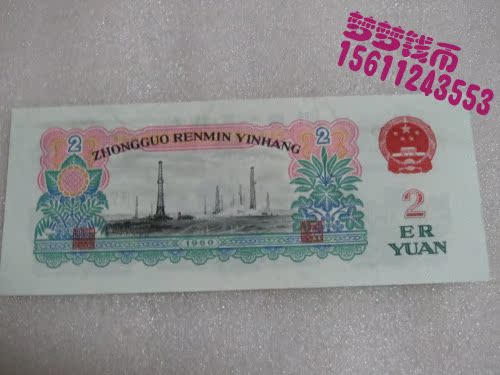 梦梦钱币
15611243553
2
2
ZHONGGUO RENMIN YINHANG
2
ER
YUAN
1960